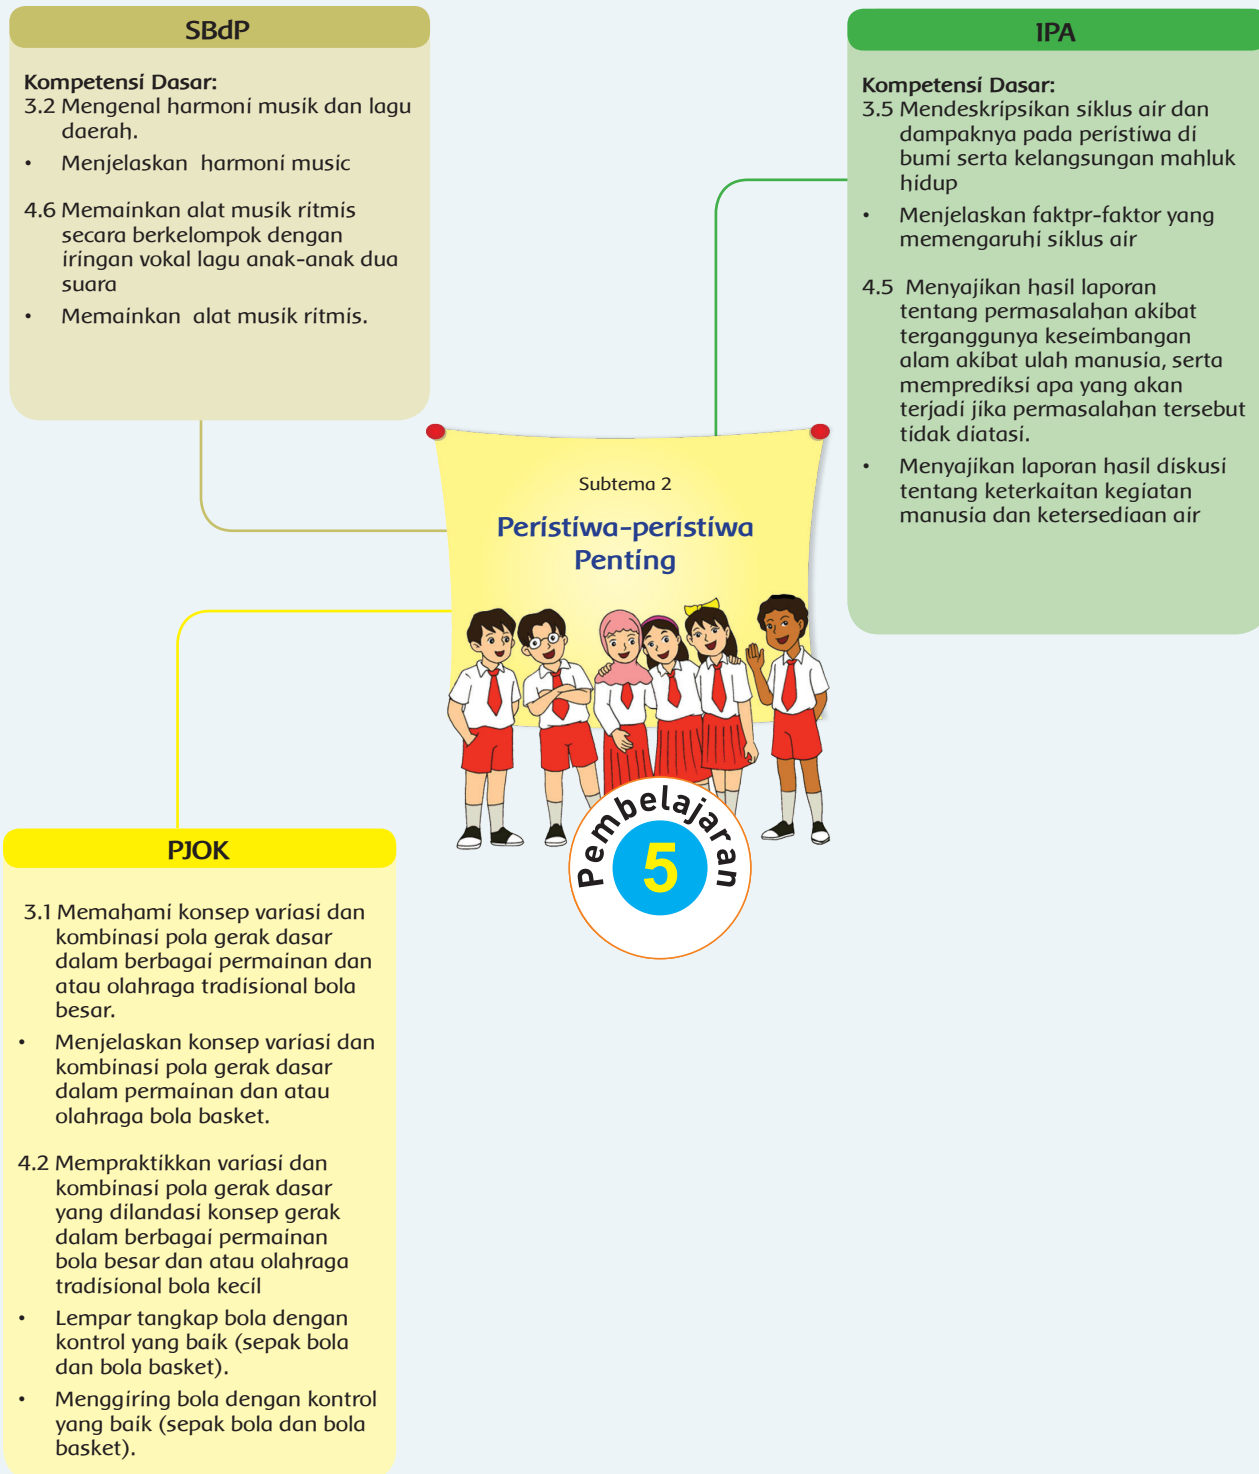 SBdP
Kompetensi Dasar:
3.2 Mengenal harmoni musik dan lagu
daerah.
• Menjelaskan harmoni music
4.6 Memainkan alat musik ritmis
secara berkelompok dengan
iringan vokal lagu anak-anak dua
suara
• Memainkan alat musik ritmis.
IPA
Kompetensi Dasar:
3.5 Mendeskripsikan siklus air dan
dampaknya pada peristiwa di
bumi serta kelangsungan mahluk
hidup
• Menjelaskan faktpr-faktor yang
memengaruhi siklus air
4.5 Menyajikan hasil laporan
tentang permasalahan akibat
terganggunya keseimbangan
alam akibat ulah manusia, serta
memprediksi apa yang akan
terjadi jika permasalahan tersebut
tidak diatasi.
• Menyajikan laporan hasil diskusi
tentang keterkaitan kegiatan
manusia dan ketersediaan air
Subtema 2
Peristiwa-peristiwa
Penting
Pembelajaran
5
PJOK
3.1 Memahami konsep variasi dan
kombinasi pola gerak dasar
dalam berbagai permainan dan
atau olahraga tradisional bola
besar.
• Menjelaskan konsep variasi dan
kombinasi pola gerak dasar
dalam permainan dan atau
olahraga bola basket.
4.2 Mempraktikkan variasi dan
kombinasi pola gerak dasar
yang dilandasi konsep gerak
dalam berbagai permainan
bola besar dan atau olahraga
tradisional bola kecil
• Lempar tangkap bola dengan
kontrol yang baik (sepak bola
dan bola basket).
• Menggiring bola dengan kontrol
yang baik (sepak bola dan bola
basket).